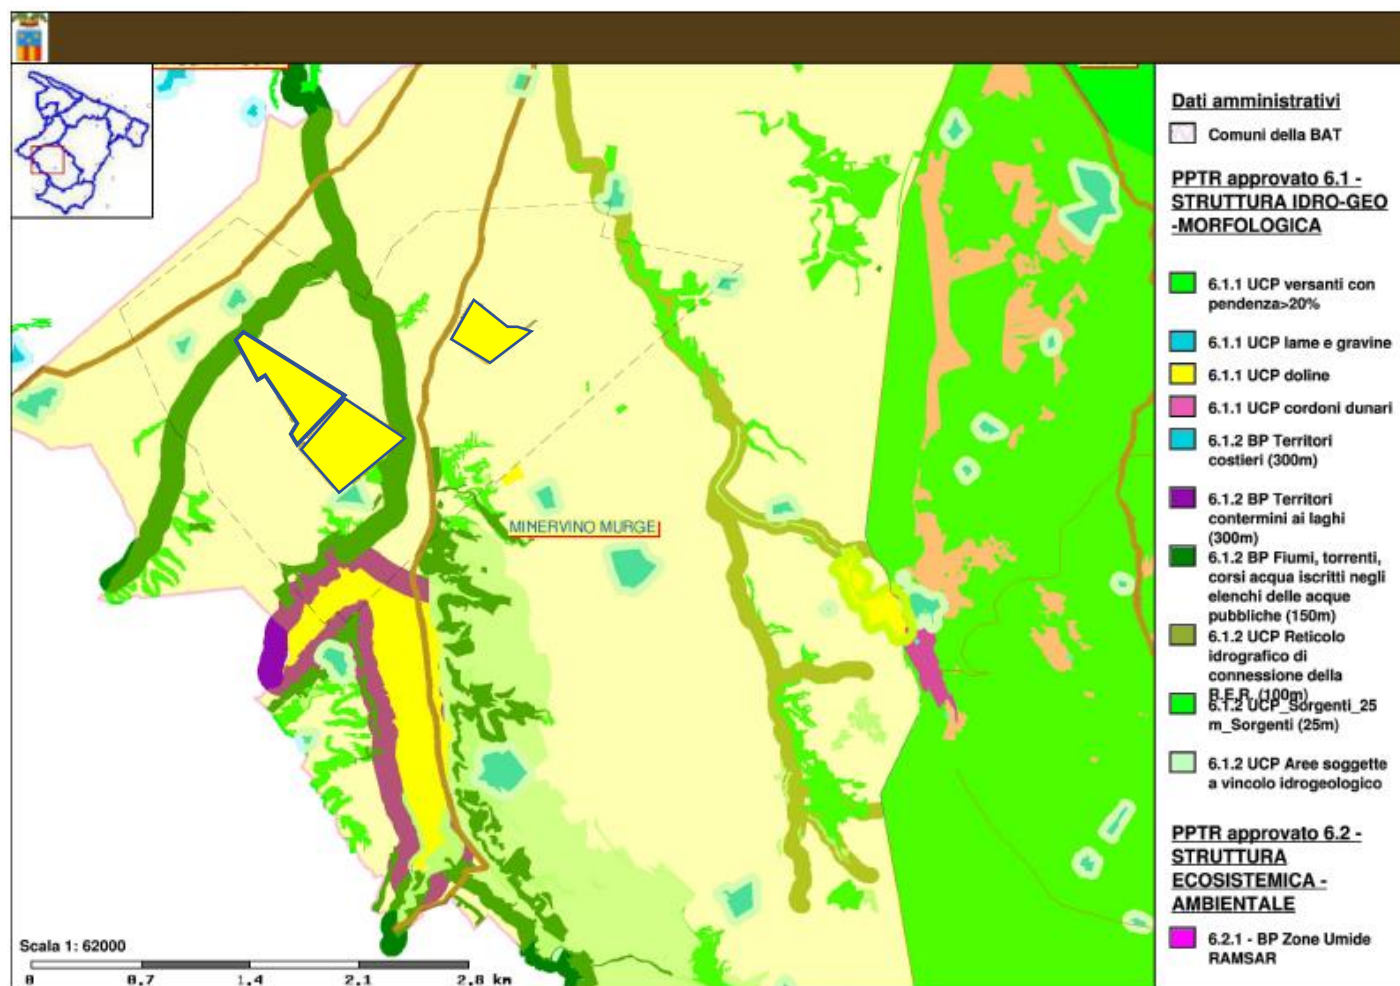 MINERVINO MURGE
Scala 1: 62000
0 0.7 1.4 2.1 2.8 km
Dati amministrativi
Comuni della BAT
PPTR approvato 6.1 -
STRUTTURA IDRO-GEO
-MORFOLOGICA
6.1.1 UCP versanti con
pendenza>20%
6.1.1 UCP lame e gravine
6.1.1 UCP doline
6.1.1 UCP cordoni dunari
6.1.2 BP Territori
costieri (300m)
6.1.2 BP Territori
contermini ai laghi
(300m)
6.1.2 BP Fiumi, torrenti,
corsi acqua iscritti negli
elenchi delle acque
pubbliche (150m)
6.1.2 UCP Reticolo
idrografico di
connessione della
R.E.R. (100m)
6.1.2 UCP_Sorgenti_25
m_Sorgenti (25m)
6.1.2 UCP Aree soggette
a vincolo idrogeologico
PPTR approvato 6.2 -
STRUTTURA
ECOSISTEMICA -
AMBIENTALE
6.2.1 - BP Zone Umide
RAMSAR